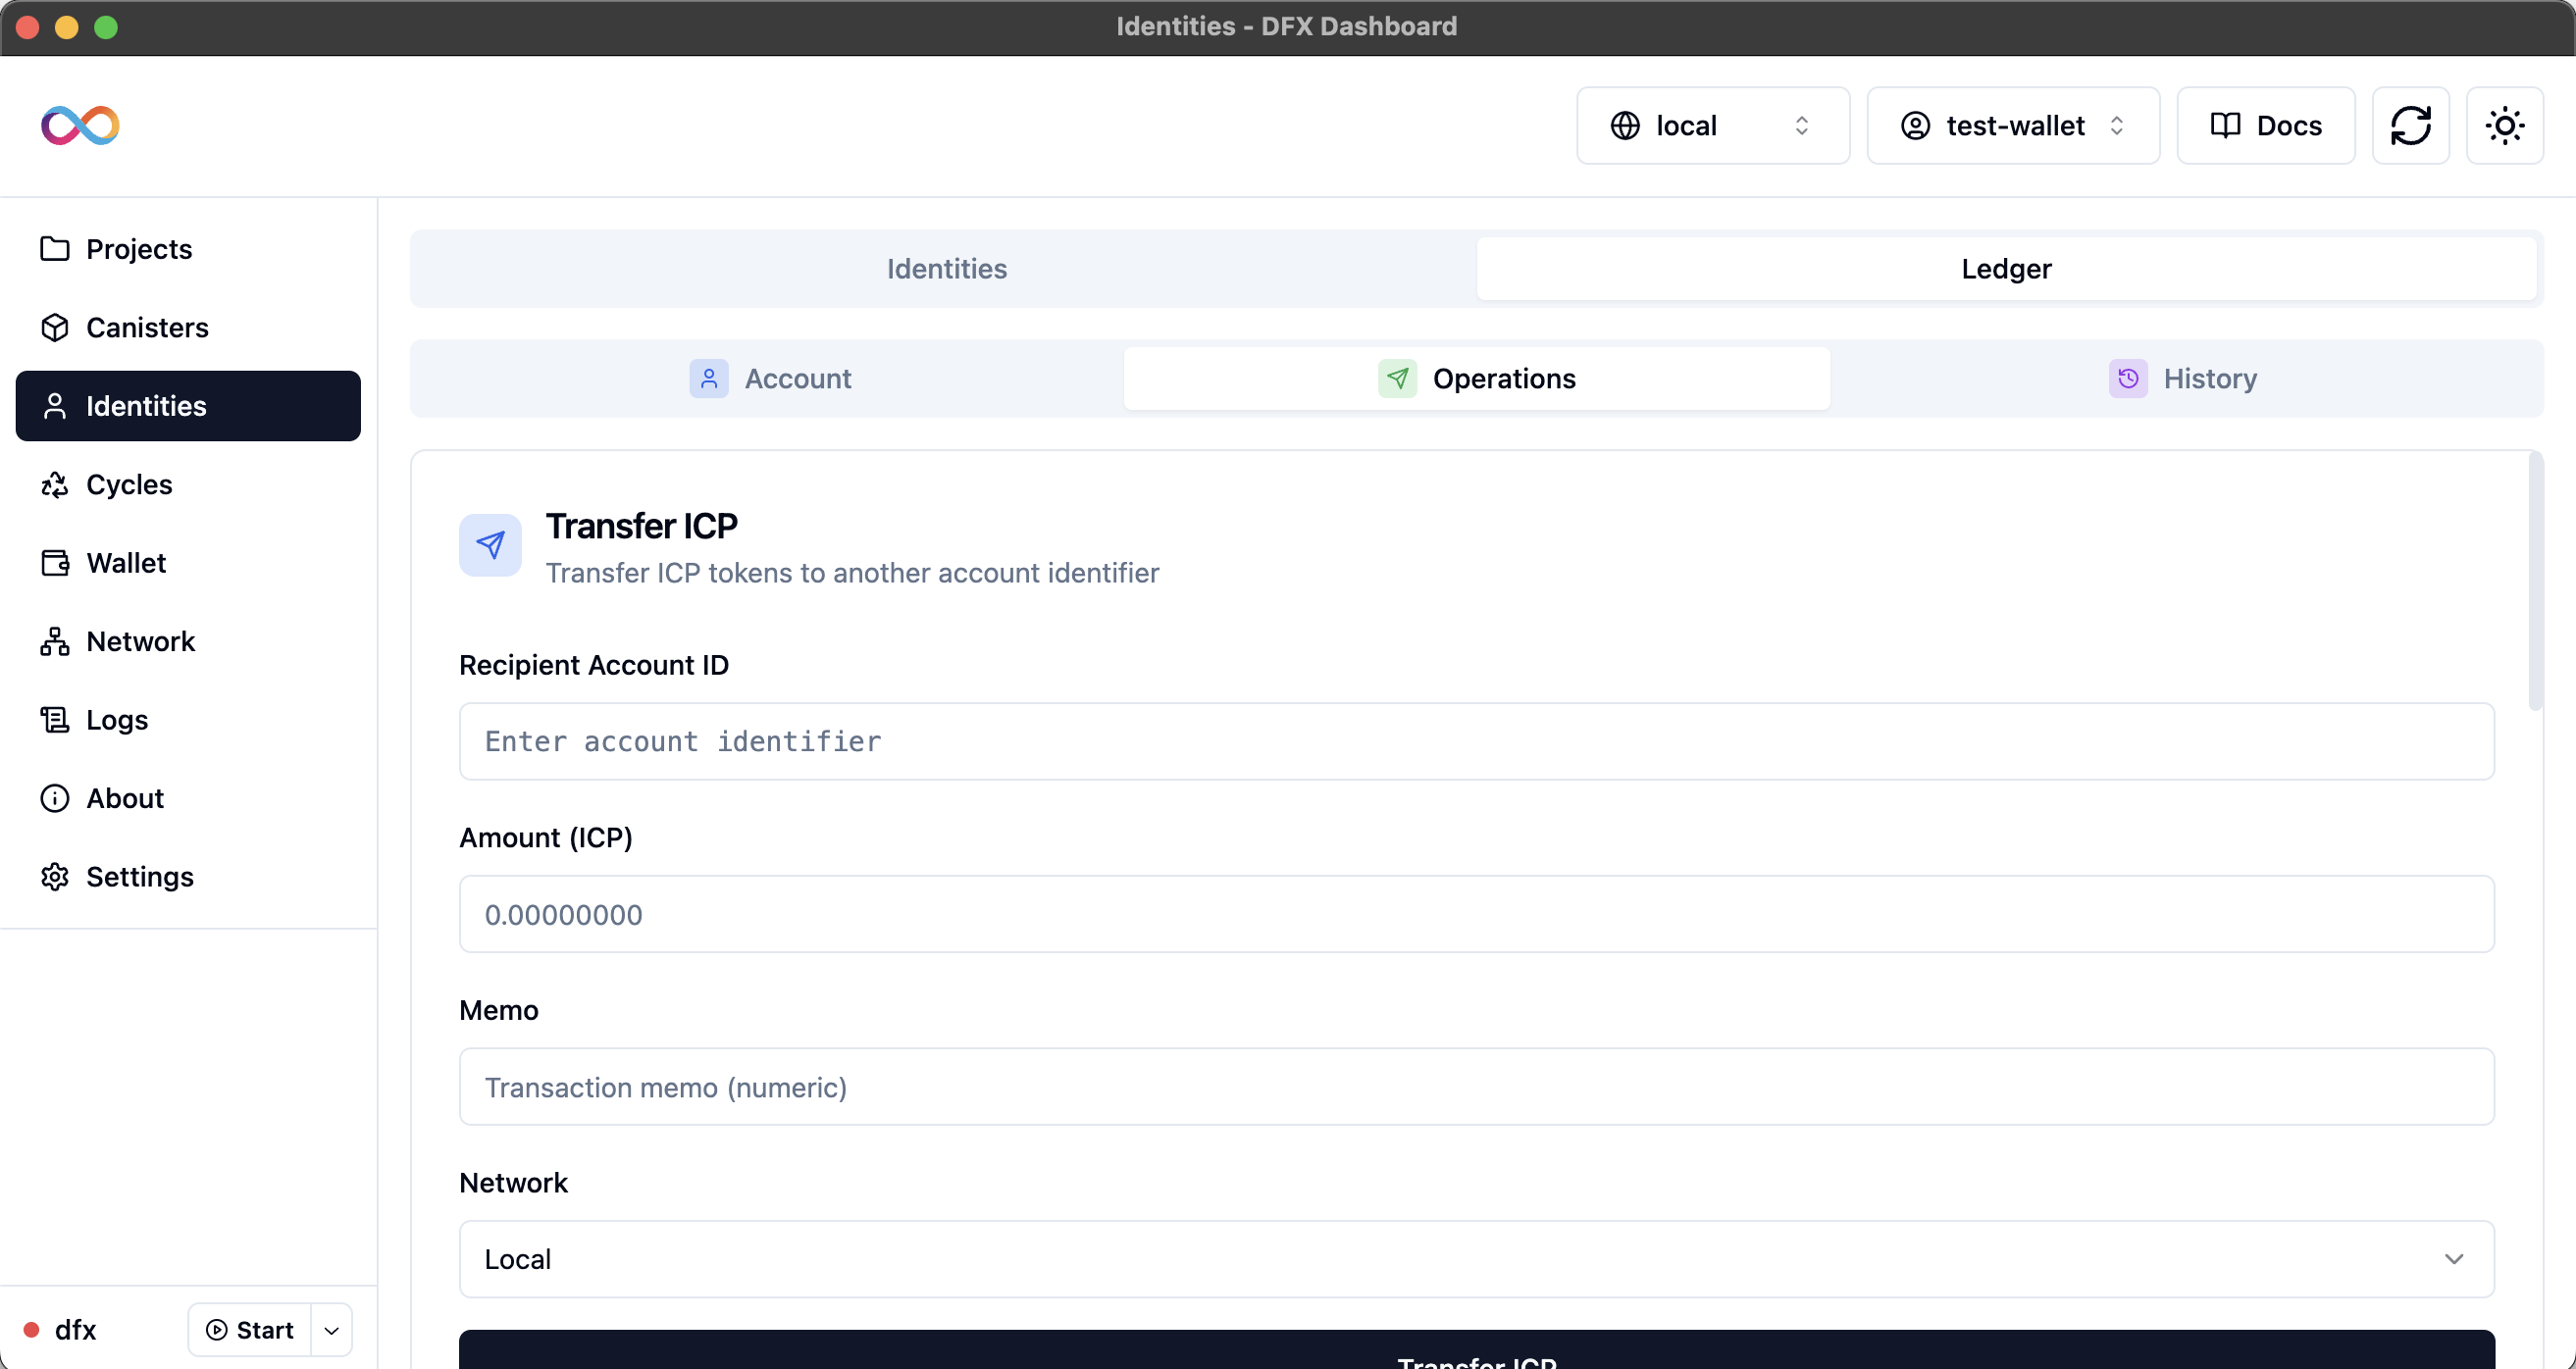 Identities - DFX Dashboard
local
test-wallet
Docs
Projects
Canisters
Identities
Cycles
Wallet
Network
Logs
About
Settings
dfx
Start
Identities
Ledger
Account
Operations
History
Transfer ICP
Transfer ICP tokens to another account identifier
Recipient Account ID
Enter account identifier
Amount (ICP)
0.00000000
Memo
Transaction memo (numeric)
Network
Local
Transfer ICP